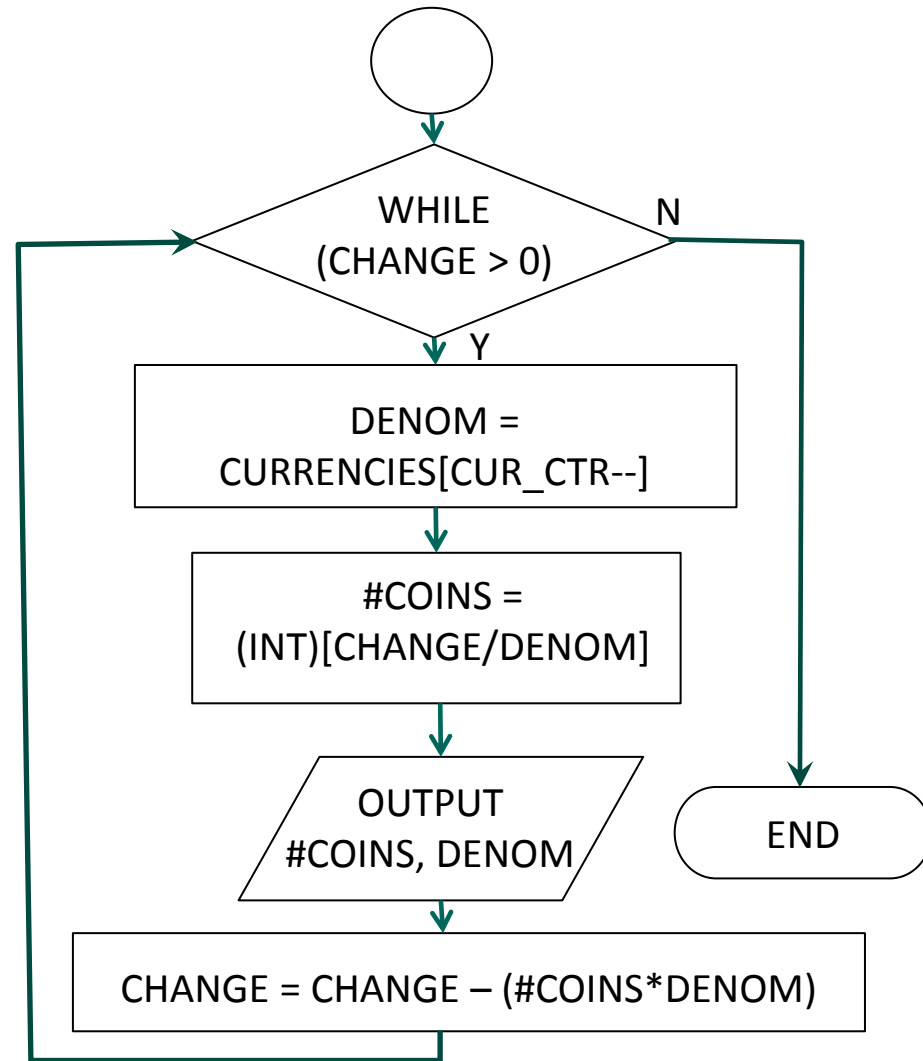 WHILE
(CHANGE > 0)
N
Y
DENOM =
CURRENCIES[CUR_CTR--]
#COINS =
(INT)[CHANGE/DENOM]
OUTPUT
#COINS, DENOM
END
CHANGE = CHANGE – (#COINS*DENOM)